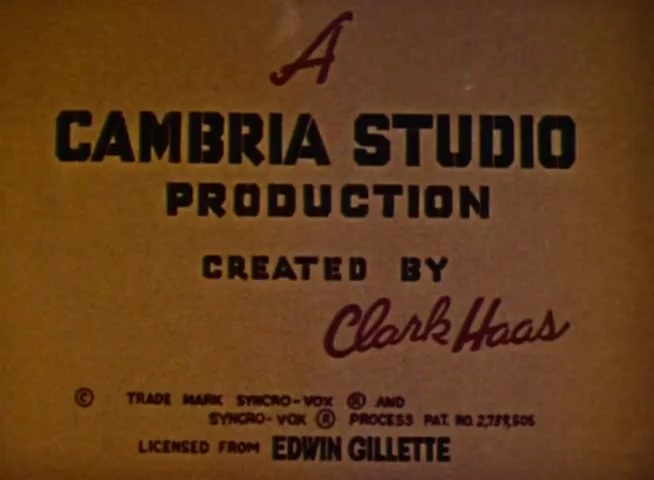 A
CAMBRIA STUDIO
PRODUCTION
CREATED BY
Clark Haas
© TRADE MARK SYNCRO-VOX ® AND
SYNCRO-VOX ® PROCESS PAT. NO. 2,739,505
LICENSED FROM EDWIN GILLETTE